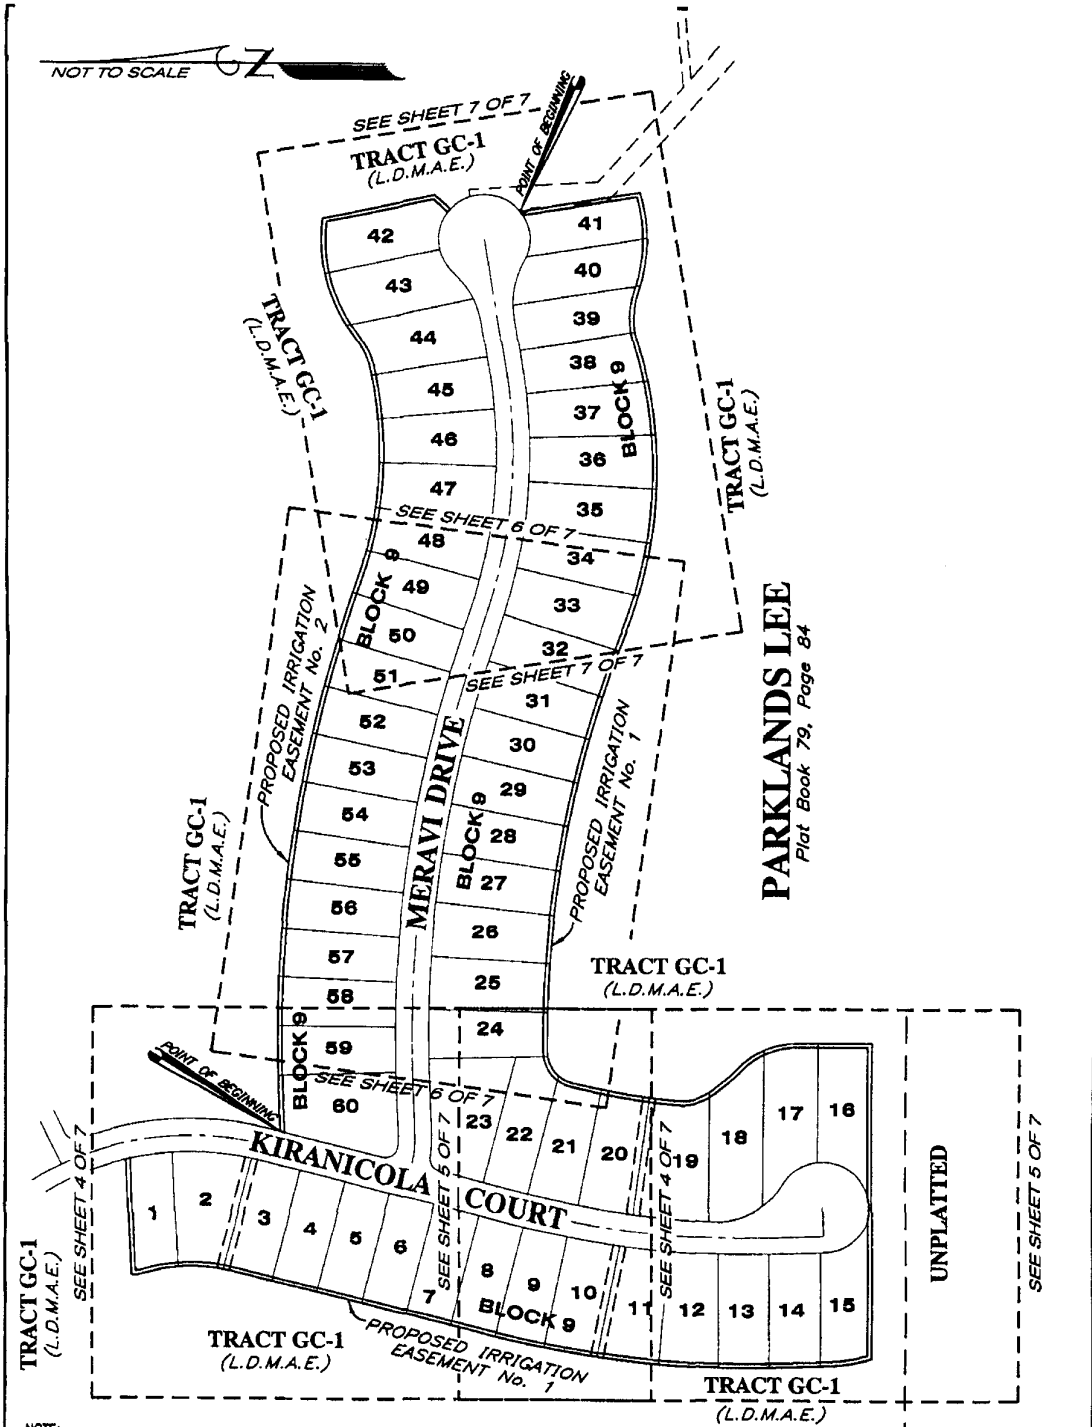 NOT TO SCALE
N
SEE SHEET 7 OF 7
TRACT GC-1
(L.D.M.A.E.)
POINT OF BEGINNING
42
41
43
40
TRACT GC-1
(L.D.M.A.E.)
44
39
45
38
BLOCK 9
37
46
36
TRACT GC-1
(L.D.M.A.E.)
47
35
SEE SHEET 6 OF 7
48
34
BLOCK 9
49
33
50
32
51
SEE SHEET 7 OF 7
PROPOSED IRRIGATION
EASEMENT No. 2
31
52
30
53
29
MERAVI DRIVE
PROPOSED IRRIGATION
EASEMENT No. 1
PARKLANDS LEE
Plat Book 79, Page 84
54
28
BLOCK 9
55
27
TRACT GC-1
(L.D.M.A.E.)
56
26
57
25
TRACT GC-1
(L.D.M.A.E.)
58
24
BLOCK 9
59
SEE SHEET 6 OF 7
60
POINT OF BEGINNING
23
22
21
20
19
18
17
16
SEE SHEET 4 OF 7
SEE SHEET 5 OF 7
SEE SHEET 4 OF 7
KIRANICOLA COURT
UNPLATTED
SEE SHEET 5 OF 7
1
2
3
4
5
6
7
8
9
10
11
12
13
14
15
BLOCK 9
TRACT GC-1
(L.D.M.A.E.)
TRACT GC-1
(L.D.M.A.E.)
PROPOSED IRRIGATION
EASEMENT No. 1
TRACT GC-1
(L.D.M.A.E.)
NOTE: